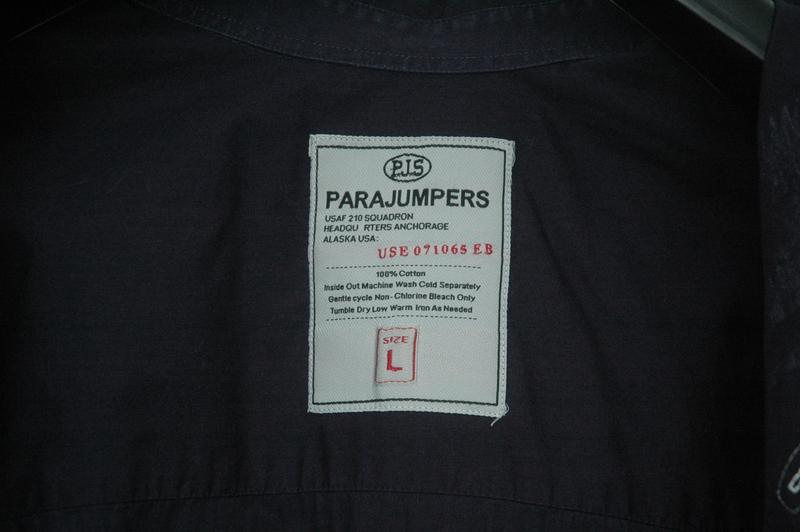 PJS
PARAJUMPERS
USAF 210 SQUADRON
HEADQU RTERS ANCHORAGE
ALASKA USA:
USE 071065 EB
100% Cotton
Inside Out Machine Wash Cold Separately
Gentle cycle Non- Chlorine Bleach Only
Tumble Dry Low Warm Iron As Needed
SIZE
L